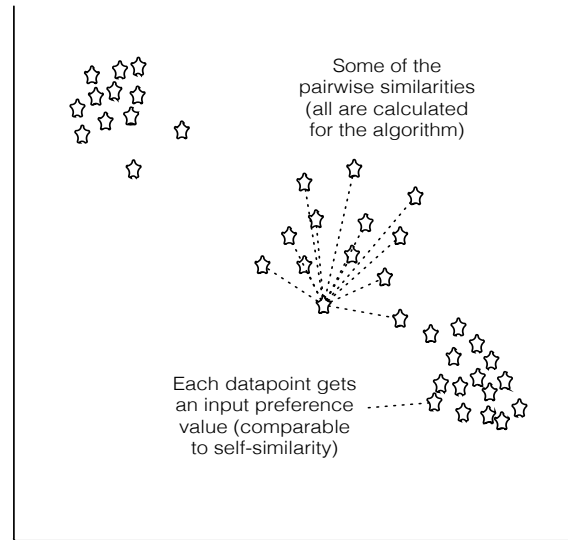 Some of the
pairwise similarities
(all are calculated
for the algorithm)
Each datapoint gets
an input preference
value (comparable
to self-similarity)